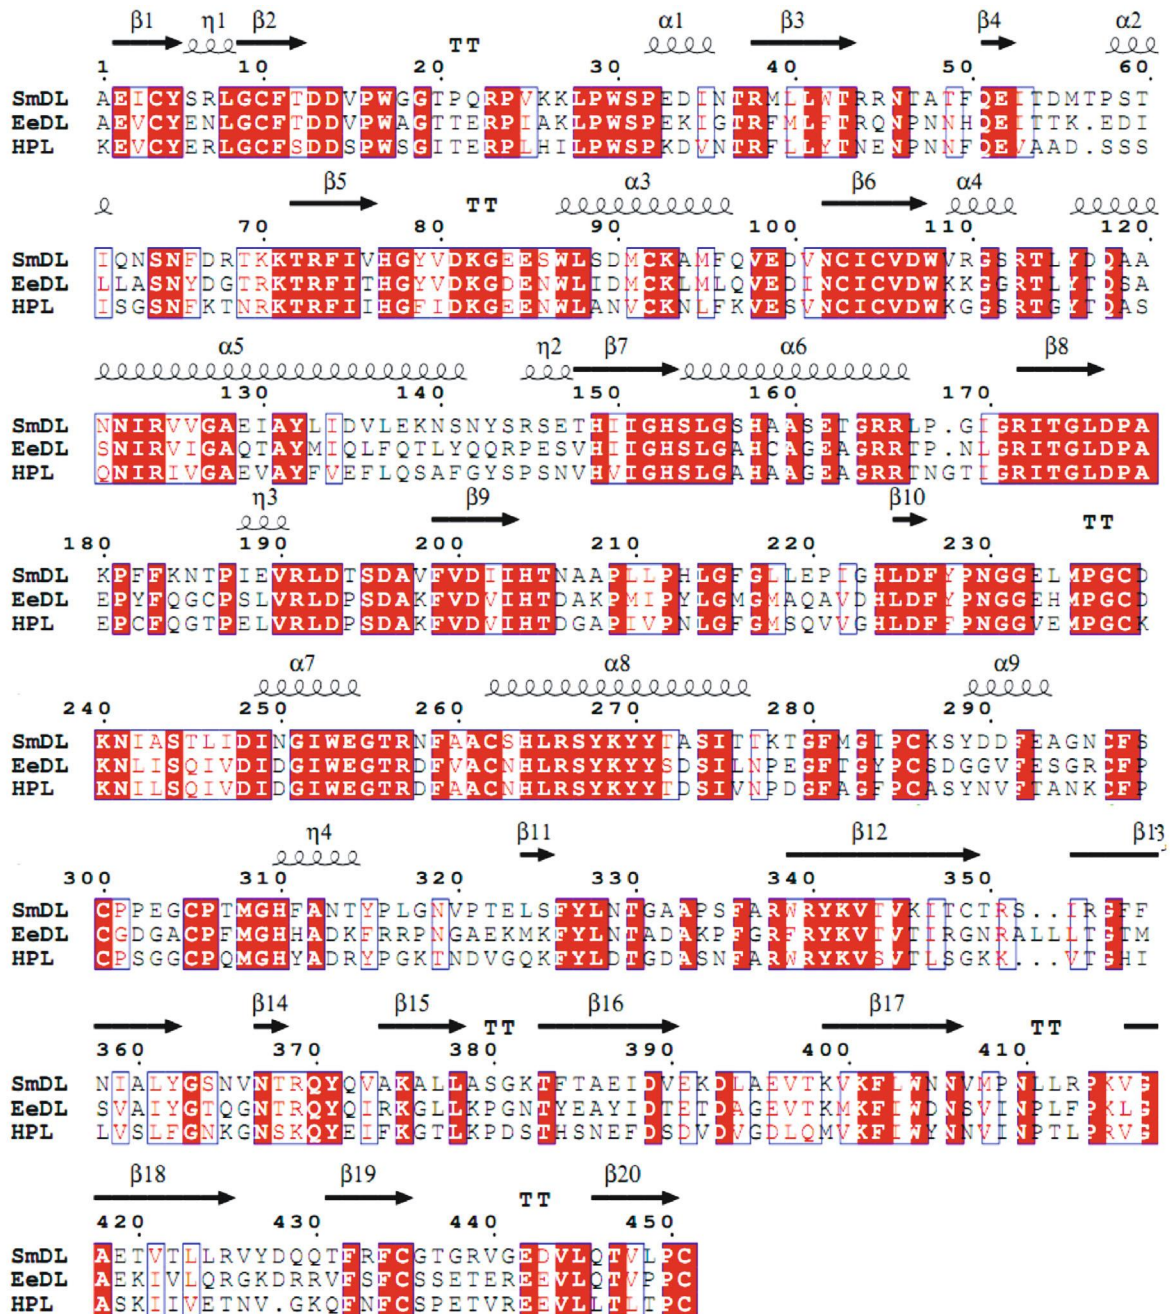 β1 η1 β2 α1 β3 β4 α2
TT
1 10 20 30 40 50 60
SmDL AEICYSRLGCFTDDVPWGGTPQRPVKKLPWSPEDINTRMLLWTRRNTATFQEITDMTPST
EeDL AEVCYENLGCFTDDVPWAGTTERPIAKLPWSPEKIGTRFMLFTRQNPNNHQEITTK.EDI
HPL KEVCYERLGCFSDDSPWSGITERPLHILPWSPKDVNTRFLLYTNENPNNFQEVAAD.SSS
β5 α3 β6 α4
TT
70 80 90 100 110 120
SmDL IQNSNFDRTKKTRFIVHGYVDKGEESWLSDMCKAMFQVEDVNCICVDWVRGSRTLYDQAA
EeDL LLASNYDGTRKTRFITHGYVDKGDENWLIDMCKLMLQVEDINCICVDWKKGGRTLYTQSA
HPL ISGSNFKTNRKTRFIIHGFIDKGEENWLANVCKNLFKVESVNCICVDWKGGSRTGYTQAS
α5 η2 β7 α6 β8
130 140 150 160 170
SmDL NNIRVVGAEIAYLIDVLEKNSNYSRSETHIIGHSLGSHAASETGRRLP.GIGRITGLDPA
EeDL SNIRVIGAQTAYMIQLFQTLYQQRPESVHIIGHSLGAHCAGEAGRRTP.NLGRITGLDPA
HPL QNIRIVGAEVAYFVEFLQSAFGYSPSNVHVIGHSLGAHAAGEAGRRTNGTIGRITGLDPA
η3 β9 β10
TT
180 190 200 210 220 230
SmDL KPFFKNTPIEVRLDTSDAVFVDIIHTNAAPLLPHLGFGLLEPIGHLDFYPNGGELMPGCD
EeDL EPYFQGCPSLVRLDPSDAKFVDVIHTDAKPMIPYLGMGMAQAVDHLDFYPNGGEHMPGCD
HPL EPCFQGTPELVRLDPSDAKFVDVIHTDGAPIVPNLGFGMSQVVGHLDFFPNGGVEMPGCK
α7 α8 α9
240 250 260 270 280 290
SmDL KNIASTLIDINGIWEGTRNFAACSHLRSYKYYTASITTKTGFMGIPCKSYDDFEAGNCFS
EeDL KNLISQIVDIDGIWEGTRDFVACNHLRSYKYYSDSILNPEGFTGYPCSDGGVFESGRCFP
HPL KNILSQIVDIDGIWEGTRDFAACNHLRSYKYYTDSIVNPDGFAGFPCASYNVFTANKCFP
η4 β11 β12 β13
300 310 320 330 340 350
SmDL CPPEGCPTMGHFANTYPLGNVPTELSFYLNTGAAPSFARWRYKVTVKITCTRS..IRGFF
EeDL CGDGACPFMGHHADKFRRPNGAEKMKFYLNTADAKPFGRFRYKVTVTIRGNRALLLTGTM
HPL CPSGGCPQMGHYADRYPGKTNDVGQKFYLDTGDASNFARWRYKVSVTLSGKK...VTGHI
β14 β15 β16 β17
TT TT
360 370 380 390 400 410
SmDL NIALYGSNVNTRQYQVAKALLASGKTFTAEIDVEKDLAEVTKVKFLWNNVMPNLLRPKVG
EeDL SVAIYGTQGNTRQYQIRKGLLKPGNTYEAYIDTETDAGEVTKMKFIWDNSVINPLFPKLG
HPL LVSLFGNKGNSKQYEIFKGTLKPDSTHSNEFDSDVDVGDLQMVKFIWYNNVINPTLPRVG
β18 β19 β20
TT
420 430 440 450
SmDL AETVTLLRVYDQQTFRFCGTGRVGEDVLQTVLPC
EeDL AEKIVLQRGKDRRVFSFCSSETEREEVLQTVPPC
HPL ASKIIVETNV.GKQFNFCSPETVREEVLLTLTPC